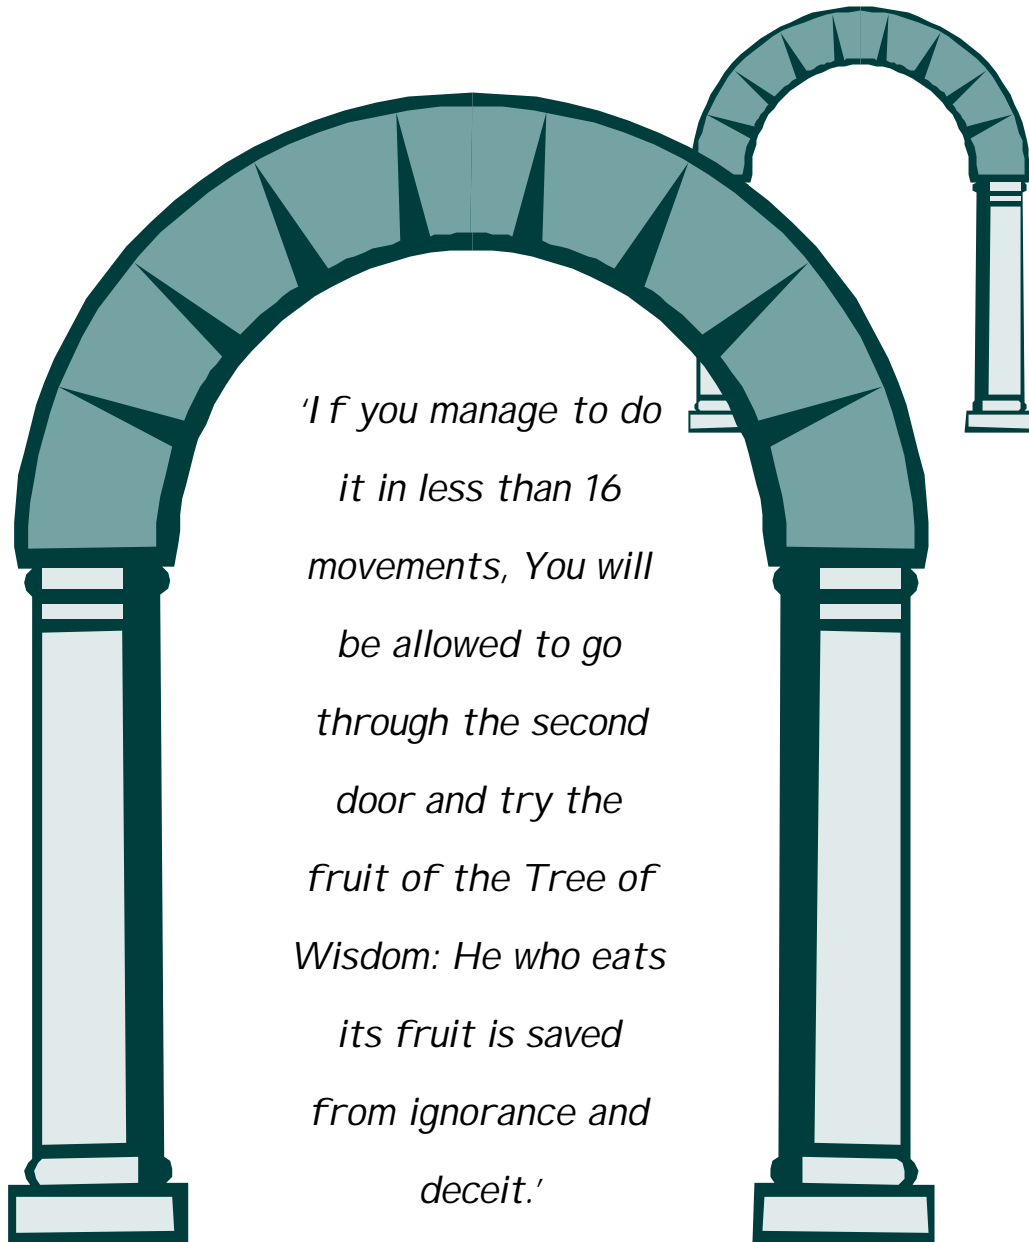 'If you manage to do
it in less than 16
movements, You will
be allowed to go
through the second
door and try the
fruit of the Tree of
Wisdom: He who eats
its fruit is saved
from ignorance and
deceit.'